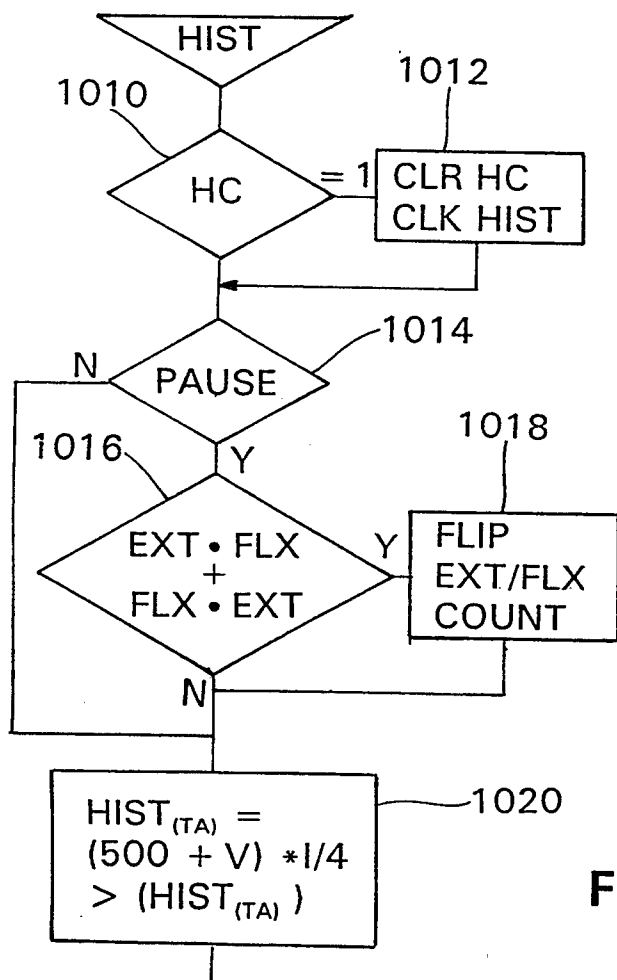 HIST
1010
1012
HC
= 1
CLR HC
CLK HIST
1014
N
PAUSE
1016
Y
1018
EXT • FLX
+
FLX • EXT
Y
FLIP
EXT/FLX
COUNT
N
1020
HIST(TA) =
(500 + V) *I/4
> (HIST(TA) )
F